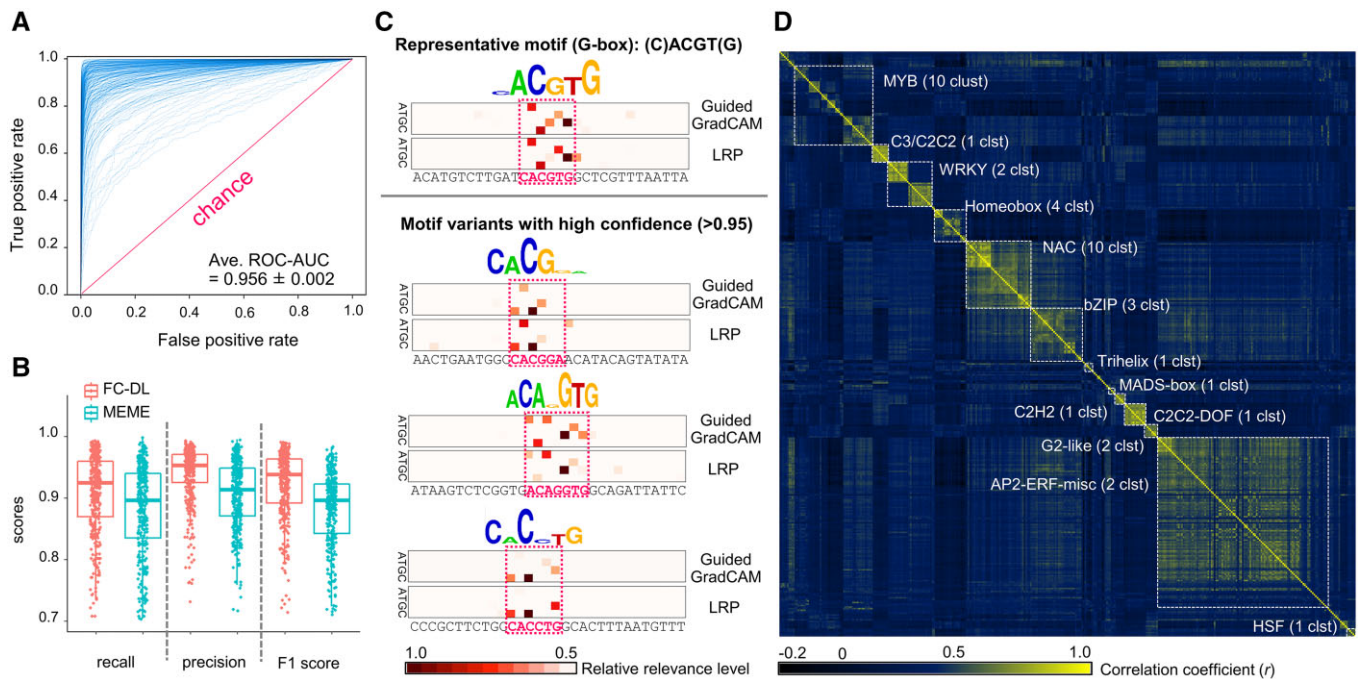 A
True positive rate
1.0
0.8
0.6
0.4
0.2
0.0
chance
Ave. ROC-AUC
= 0.956 ± 0.002
0.0 0.2 0.4 0.6 0.8 1.0
False positive rate
B
FC-DL
MEME
scores
1.0
0.9
0.8
0.7
recall
precision
F1 score
C
Representative motif (G-box): (C)ACGT(G)
CACGTG
ATGC
Guided
GradCAM
ATGC
LRP
ACATGTCTTGATCACGTGGCTCGTTTAATTA
Motif variants with high confidence (>0.95)
CACGGA
ATGC
Guided
GradCAM
ATGC
LRP
AACTGAATGGGCACGGAACATACAGTATATA
ACAGGTG
ATGC
Guided
GradCAM
ATGC
LRP
ATAAGTCTCGGTGACAGGTGGCAGATTATTC
CACCTG
ATGC
Guided
GradCAM
ATGC
LRP
CCCGCTTCTGGCACCTGGCACTTTAATGTTT
1.0 0.5
Relative relevance level
D
MYB (10 clust)
C3/C2C2 (1 clst)
WRKY (2 clst)
Homeobox (4 clst)
NAC (10 clst)
bZIP (3 clst)
Trihelix (1 clst)
MADS-box (1 clst)
C2H2 (1 clst)
C2C2-DOF (1 clst)
G2-like (2 clst)
AP2-ERF-misc (2 clst)
HSF (1 clst)
-0.2 0 0.5 1.0
Correlation coefficient (r)